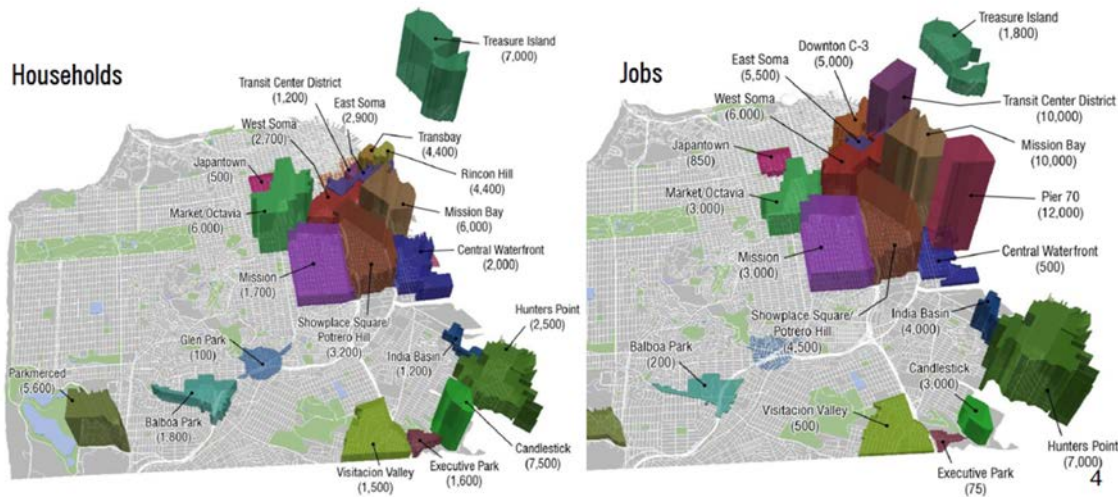 Households
Treasure Island
(7,000)
Transit Center District
(1,200)
East Soma
(2,900)
West Soma
(2,700)
Transbay
(4,400)
Japantown
(500)
Rincon Hill
(4,400)
Market/Octavia
(6,000)
Mission Bay
(6,000)
Central Waterfront
(2,000)
Mission
(1,700)
Showplace Square/
Potrero Hill
(3,200)
Hunters Point
(2,500)
Glen Park
(100)
India Basin
(1,200)
Parkmerced
(5,600)
Balboa Park
(1,800)
Candlestick
(7,500)
Visitacion Valley
(1,500)
Executive Park
(1,600)
Jobs
Treasure Island
(1,800)
Downton C-3
(5,000)
East Soma
(5,500)
West Soma
(6,000)
Transit Center District
(10,000)
Japantown
(850)
Mission Bay
(10,000)
Market/Octavia
(3,000)
Pier 70
(12,000)
Mission
(3,000)
Central Waterfront
(500)
Showplace Square/
Potrero Hill
(4,500)
India Basin
(4,000)
Balboa Park
(200)
Candlestick
(3,000)
Visitacion Valley
(500)
Hunters Point
(7,000)
Executive Park
(75)
4